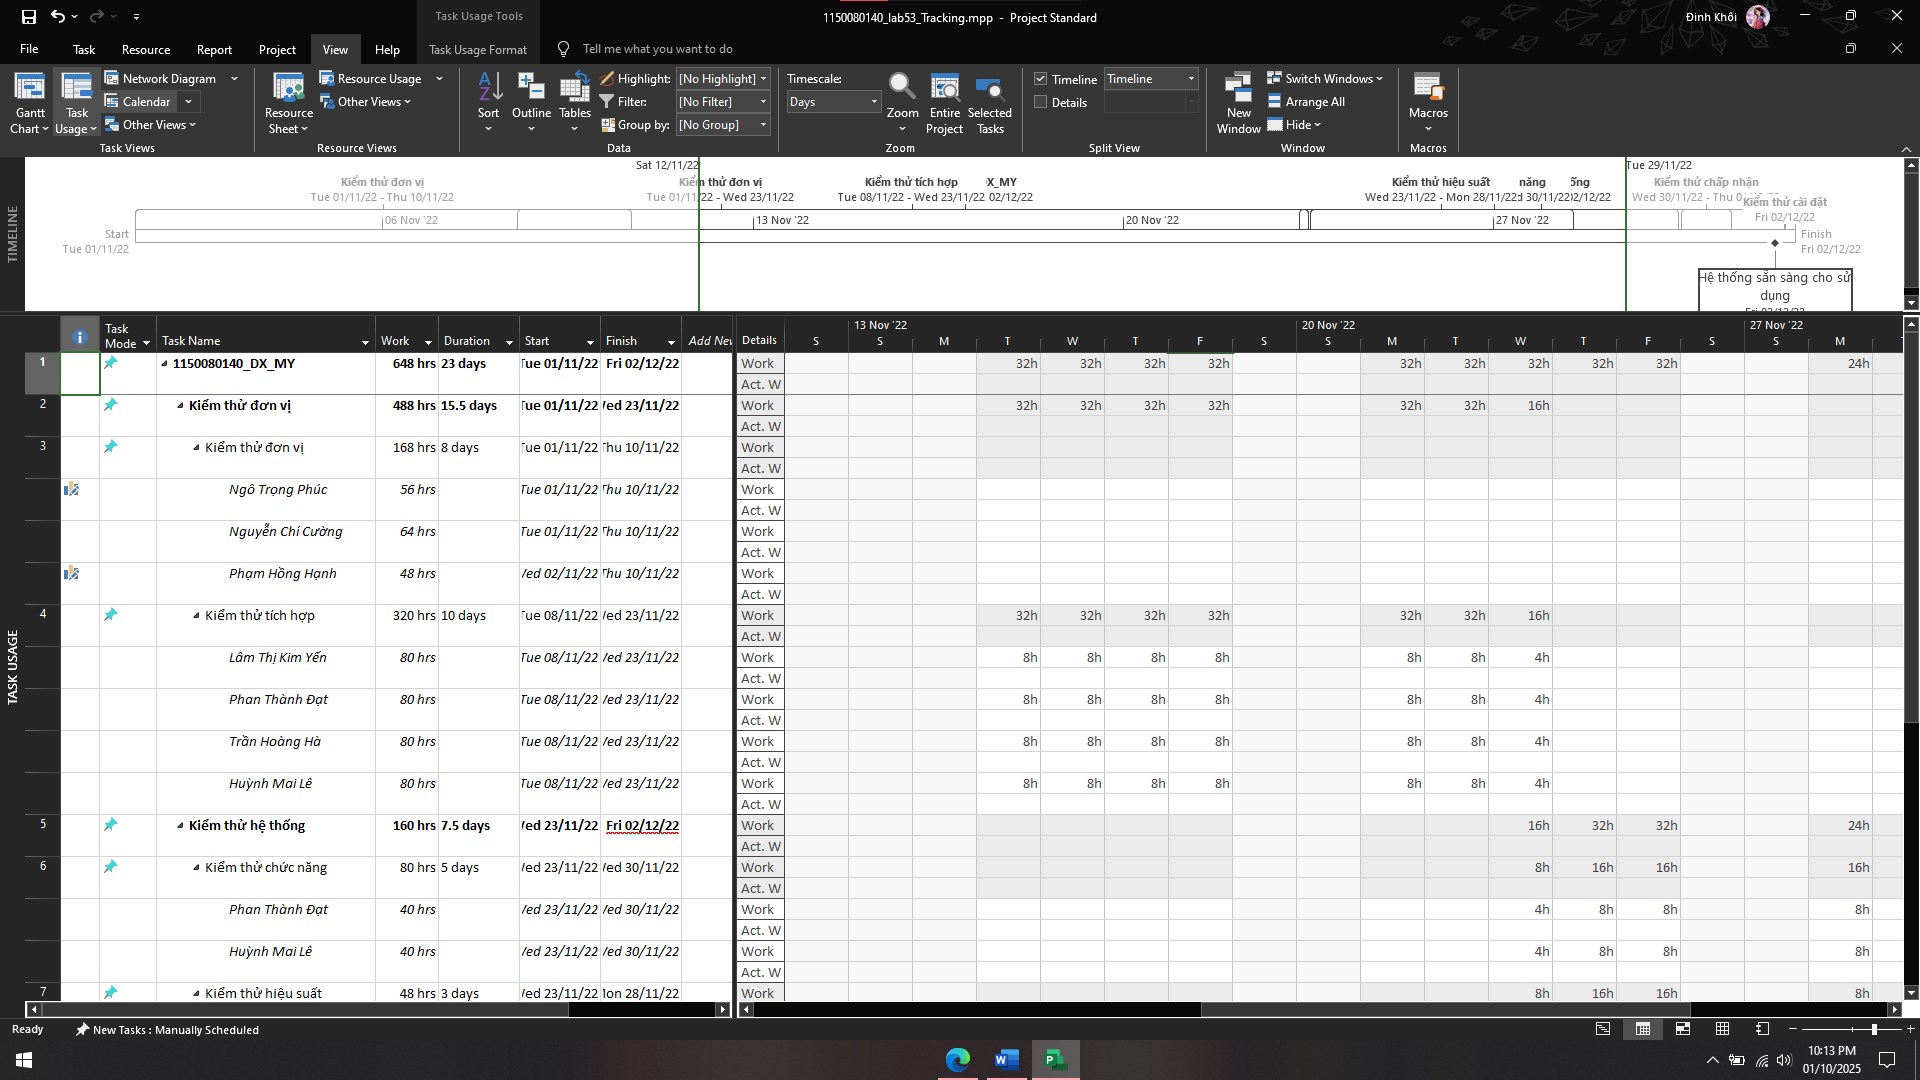 Task Usage Tools
1150080140_lab53_Tracking.mpp - Project Standard
Đinh Khôi
File Task Resource Report Project View Help Task Usage Format Tell me what you want to do
Gantt Chart
Task Usage
Network Diagram
Calendar
Other Views
Task Views
Resource Sheet
Resource Usage
Other Views
Resource Views
Sort
Outline
Tables
Highlight: [No Highlight]
Filter: [No Filter]
Group by: [No Group]
Data
Timescale:
Days
Zoom
Entire Project
Selected Tasks
Zoom
Timeline Timeline
Details
Split View
New Window
Switch Windows
Arrange All
Hide
Window
Macros
Macros
TIMELINE
Sat 12/11/22
Tue 29/11/22
Kiểm thử đơn vị
Tue 01/11/22 - Thu 10/11/22
Kiểm thử đơn vị
Tue 01/11/22 - Wed 23/11/22
Kiểm thử tích hợp
Tue 08/11/22 - Wed 23/11/22
X_MY
02/12/22
Kiểm thử hiệu suất
Wed 23/11/22 - Mon 28/11/22
năng
30/11/22
ống
Kiểm thử chấp nhận
Kiểm thử cài đặt
Fri 02/12/22
06 Nov '22 13 Nov '22 20 Nov '22 27 Nov '22
Start
Tue 01/11/22
Finish
Fri 02/12/22
Hệ thống sẵn sàng cho sử dụng
TASK USAGE
Task Mode Task Name Work Duration Start Finish Add New Details
13 Nov '22 20 Nov '22 27 Nov '22
S S M T W T F S S M T W T F S S M
1 1150080140_DX_MY 648 hrs 23 days Tue 01/11/22 Fri 02/12/22 Work 32h 32h 32h 32h 32h 32h 32h 32h 32h 24h
Act. W
2 Kiểm thử đơn vị 488 hrs 15.5 days Tue 01/11/22 Wed 23/11/22 Work 32h 32h 32h 32h 32h 32h 16h
Act. W
3 Kiểm thử đơn vị 168 hrs 8 days Tue 01/11/22 Thu 10/11/22 Work
Act. W
Ngô Trọng Phúc 56 hrs Tue 01/11/22 Thu 10/11/22 Work
Act. W
Nguyễn Chí Cường 64 hrs Tue 01/11/22 Thu 10/11/22 Work
Act. W
Phạm Hồng Hạnh 48 hrs Wed 02/11/22 Thu 10/11/22 Work
Act. W
4 Kiểm thử tích hợp 320 hrs 10 days Tue 08/11/22 Wed 23/11/22 Work 32h 32h 32h 32h 32h 32h 16h
Act. W
Lâm Thị Kim Yến 80 hrs Tue 08/11/22 Wed 23/11/22 Work 8h 8h 8h 8h 8h 8h 4h
Act. W
Phan Thành Đạt 80 hrs Tue 08/11/22 Wed 23/11/22 Work 8h 8h 8h 8h 8h 8h 4h
Act. W
Trần Hoàng Hà 80 hrs Tue 08/11/22 Wed 23/11/22 Work 8h 8h 8h 8h 8h 8h 4h
Act. W
Huỳnh Mai Lê 80 hrs Tue 08/11/22 Wed 23/11/22 Work 8h 8h 8h 8h 8h 8h 4h
Act. W
5 Kiểm thử hệ thống 160 hrs 7.5 days Wed 23/11/22 Fri 02/12/22 Work 16h 32h 32h 24h
Act. W
6 Kiểm thử chức năng 80 hrs 5 days Wed 23/11/22 Wed 30/11/22 Work 8h 16h 16h 16h
Act. W
Phan Thành Đạt 40 hrs Wed 23/11/22 Wed 30/11/22 Work 4h 8h 8h 8h
Act. W
Huỳnh Mai Lê 40 hrs Wed 23/11/22 Wed 30/11/22 Work 4h 8h 8h 8h
Act. W
7 Kiểm thử hiệu suất 48 hrs 3 days Wed 23/11/22 Mon 28/11/22 Work 8h 16h 16h 8h
Ready New Tasks : Manually Scheduled
10:13 PM
01/10/2025